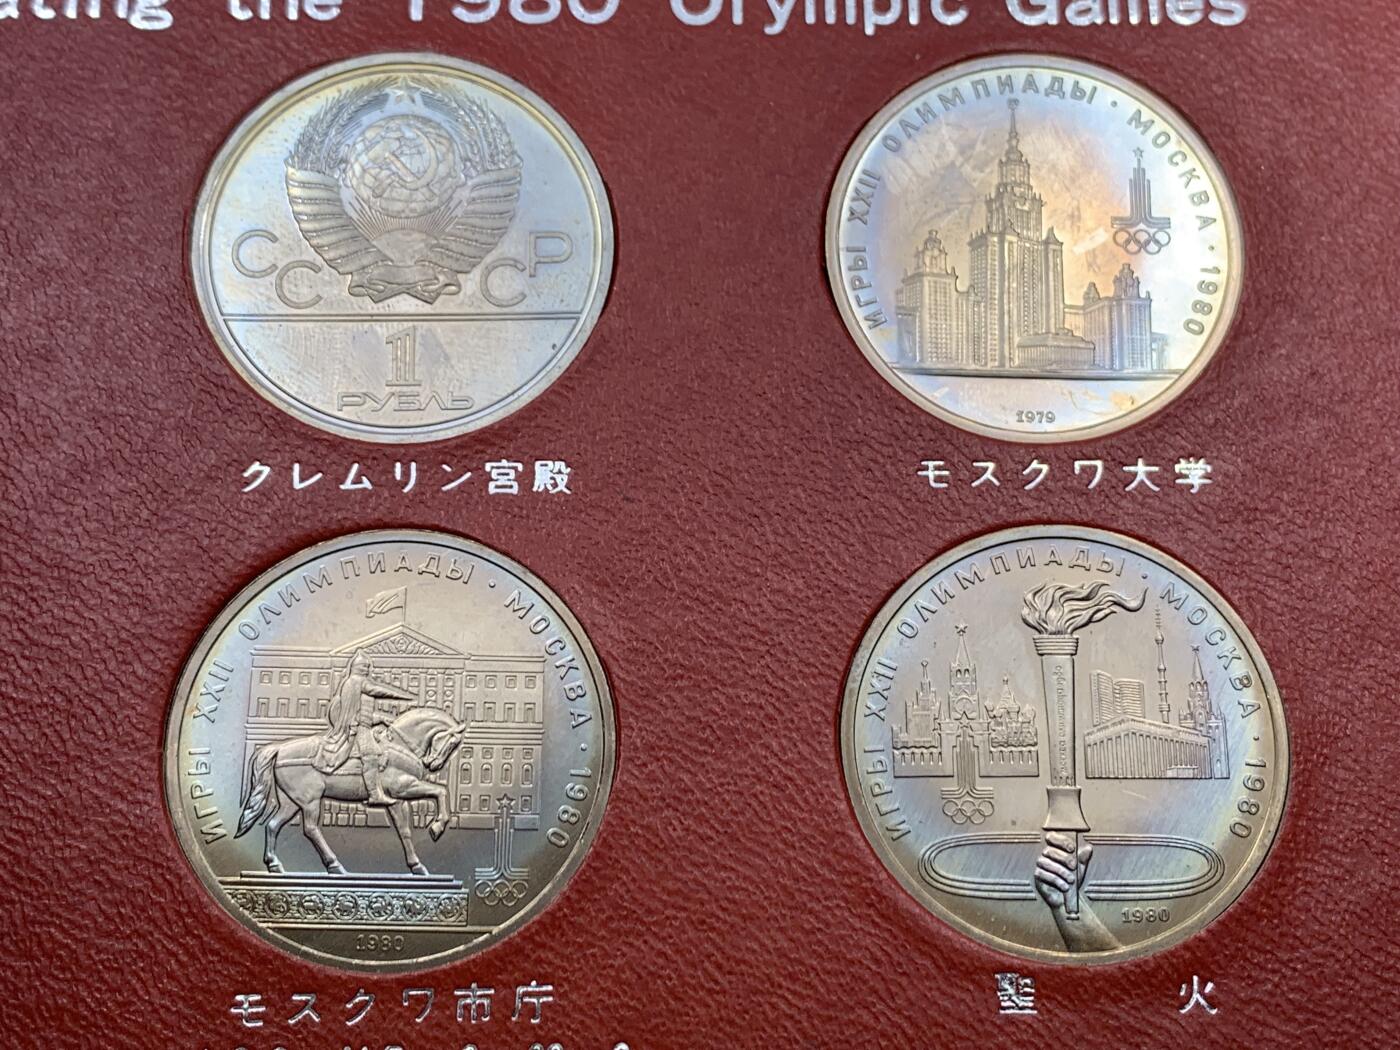 ating the 1980 Olympic Games
СССР
1
РУБЛЬ
クレムリン宮殿
ИГРЫ XXII ОЛИМПИАДЫ · МОСКВА · 1980
1979
モスクワ大学
ИГРЫ XXII ОЛИМПИАДЫ · МОСКВА · 1980
1980
モスクワ市庁
ИГРЫ XXII ОЛИМПИАДЫ · МОСКВА · 1980
1980
聖火